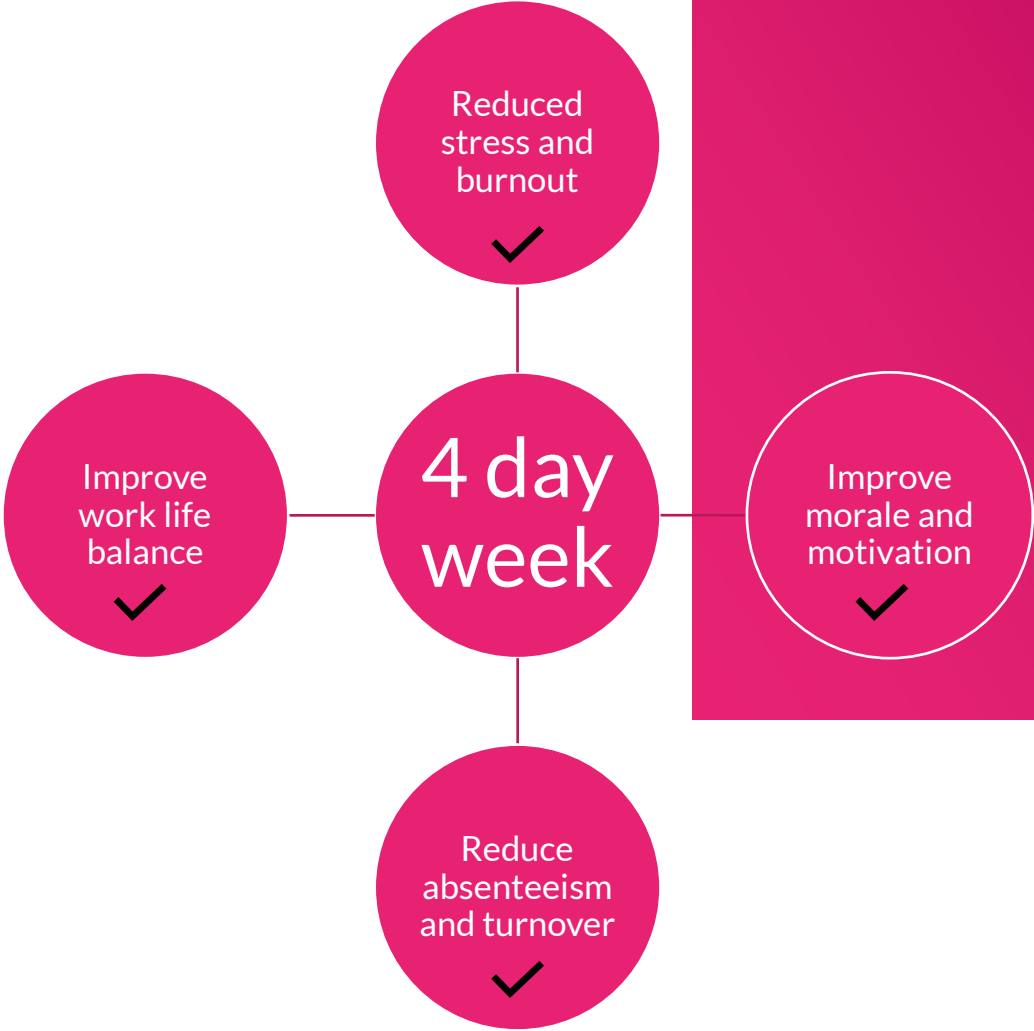 Reduced
stress and
burnout
Improve
work life
balance
4 day
week
Improve
morale and
motivation
Reduce
absenteeism
and turnover